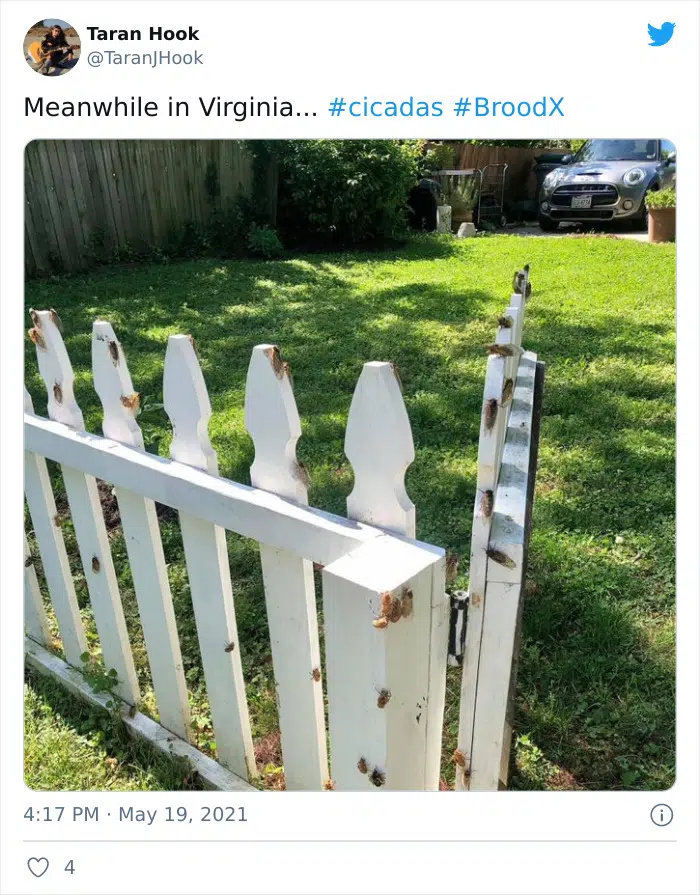 Taran Hook
@TaranJHook
Meanwhile in Virginia... #cicadas #BroodX
4:17 PM · May 19, 2021
4